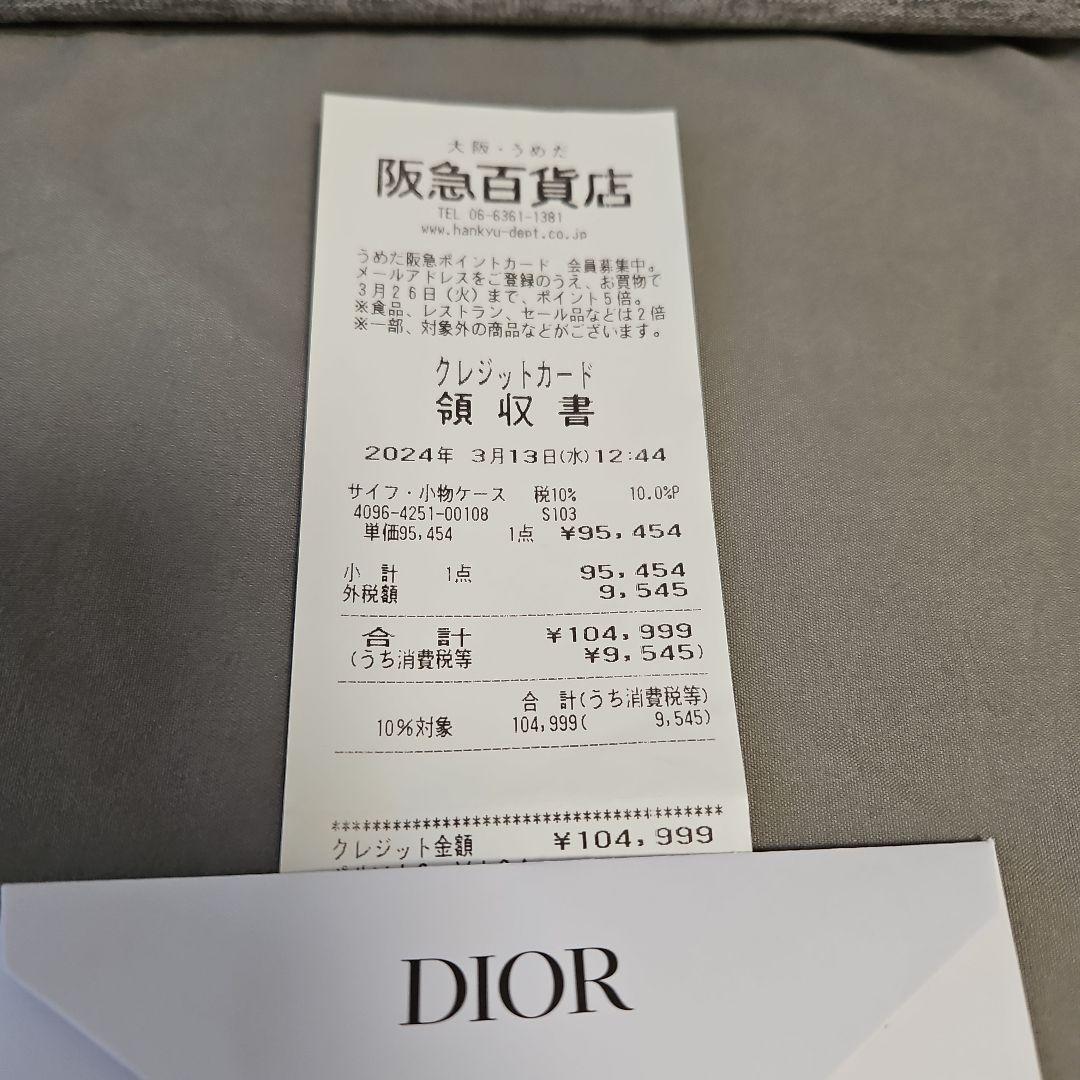 大阪・うめだ
阪急百貨店
TEL 06-6361-1381
www.hankyu-dept.co.jp
うめた阪急ポイントカード 会員募集中。
メールアドレスをご登録のうえ、お買物で
3月26日(火)まで、ポイント5倍。
※食品、レストラン、セール品などは2倍
※一部、対象外の商品などがございます。
クレジットカード
領収書
2024年 3月13日(水)12:44
サイフ・小物ケース 税10% 10.0%P
4096-4251-00108 S103
単価95,454 1点 ¥95,454
小計 1点 95,454
外税額 9,545
合計 ¥104,999
(うち消費税等 ¥9,545)
合計(うち消費税等)
10%対象 104,999( 9,545)
クレジット金額 ¥104,999
DIOR